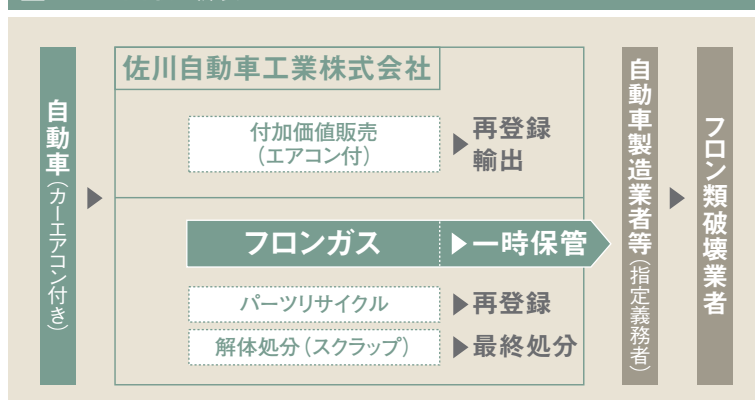 自動車(カーエアコン付き)
佐川自動車工業株式会社
付加価値販売
(エアコン付)
▶再登録
輸出
フロンガス
▶一時保管
パーツリサイクル
▶再登録
解体処分(スクラップ)
▶最終処分
自動車製造業者等(指定義務者)
フロン類破壊業者